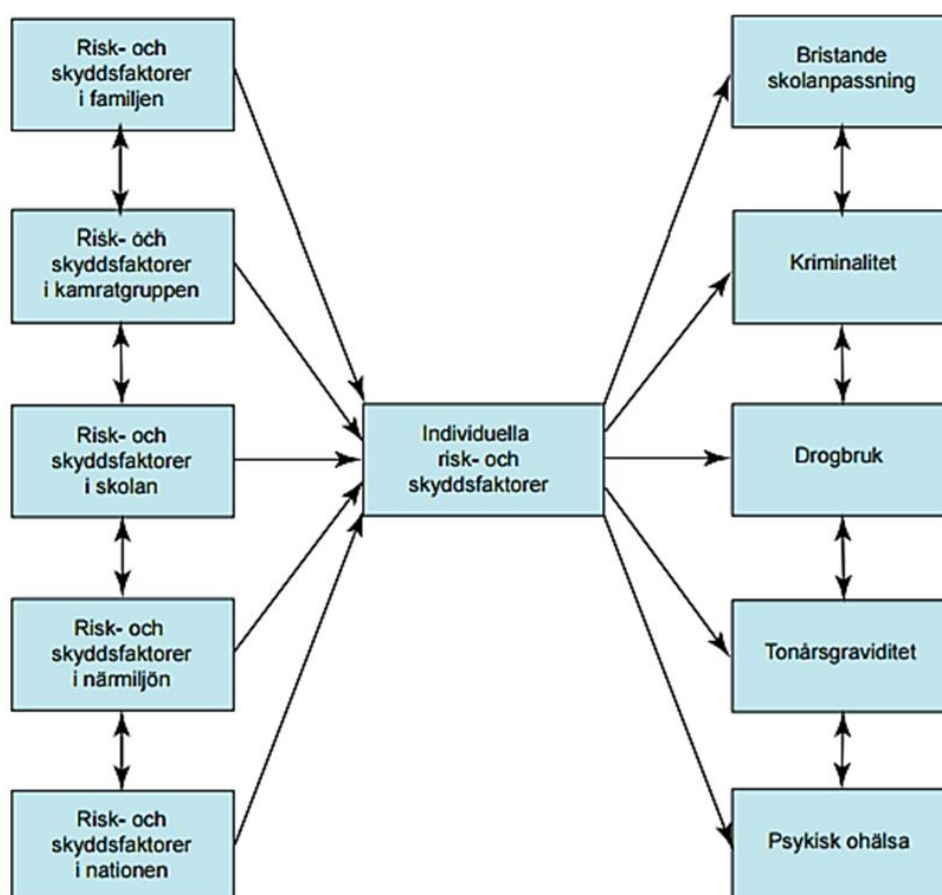 Risk- och
skyddsfaktorer
i familjen
Risk- och
skyddsfaktorer
i kamratgruppen
Risk- och
skyddsfaktorer
i skolan
Risk- och
skyddsfaktorer
i närmiljön
Risk- och
skyddsfaktorer
i nationen
Individuella
risk- och
skyddsfaktorer
Bristande
skolanpassning
Kriminalitet
Drogbruk
Tonårsgraviditet
Psykisk ohälsa